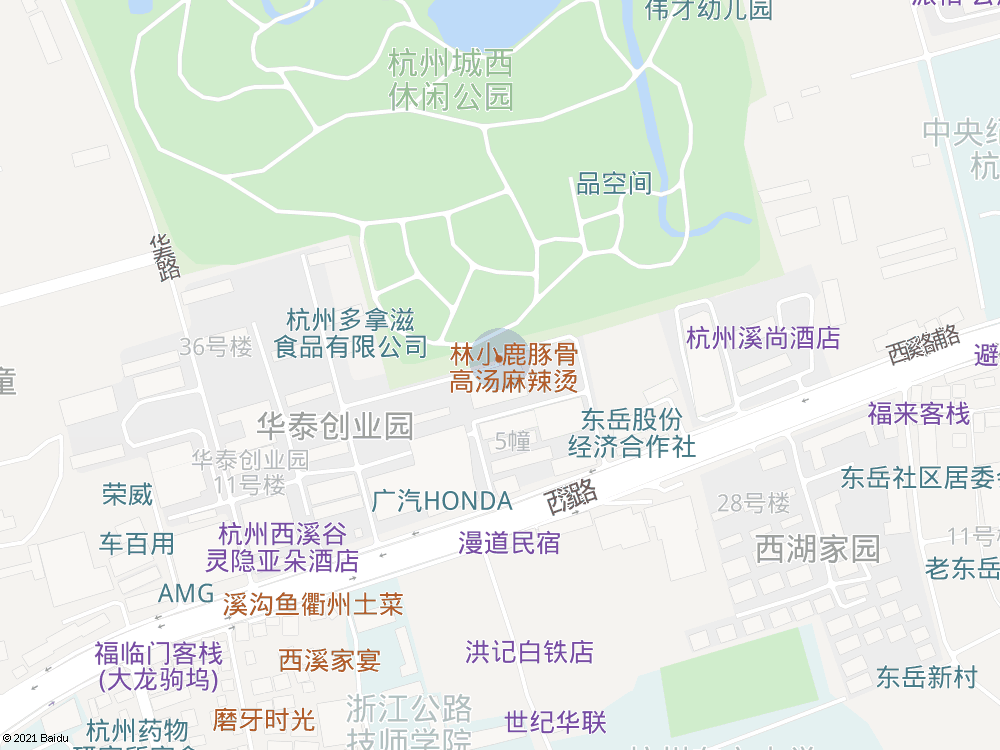 伟才幼儿园
杭州城西
休闲公园
中央纪
杭
品空间
华泰路
杭州多拿滋
食品有限公司
36号楼
林小鹿豚骨
高汤麻辣烫
杭州溪尚酒店
西溪路辅路
避
童
福来客栈
华泰创业园
东岳股份
经济合作社
5幢
华泰创业园
11号楼
东岳社区居委会
荣威
广汽HONDA
西溪路
28号楼
杭州西溪谷
灵隐亚朵酒店
车百用
漫道民宿
西湖家园
11号楼
老东岳
AMG
溪沟鱼衢州土菜
福临门客栈
(大龙驹坞)
西溪家宴
洪记白铁店
东岳新村
浙江公路
技师学院
磨牙时光
世纪华联
杭州药物
© 2021 Baidu